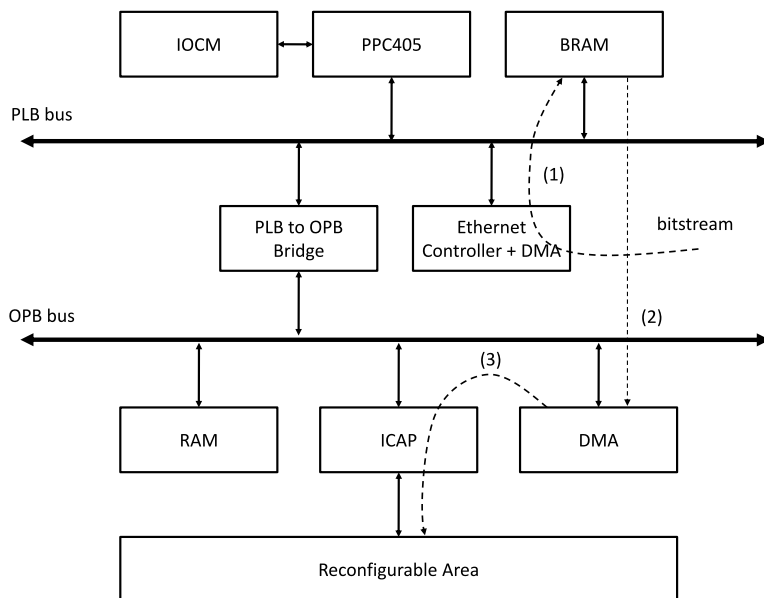 IOCM
PPC405
BRAM
PLB bus
(1)
PLB to OPB
Bridge
Ethernet
Controller + DMA
bitstream
OPB bus
(2)
(3)
RAM
ICAP
DMA
Reconfigurable Area